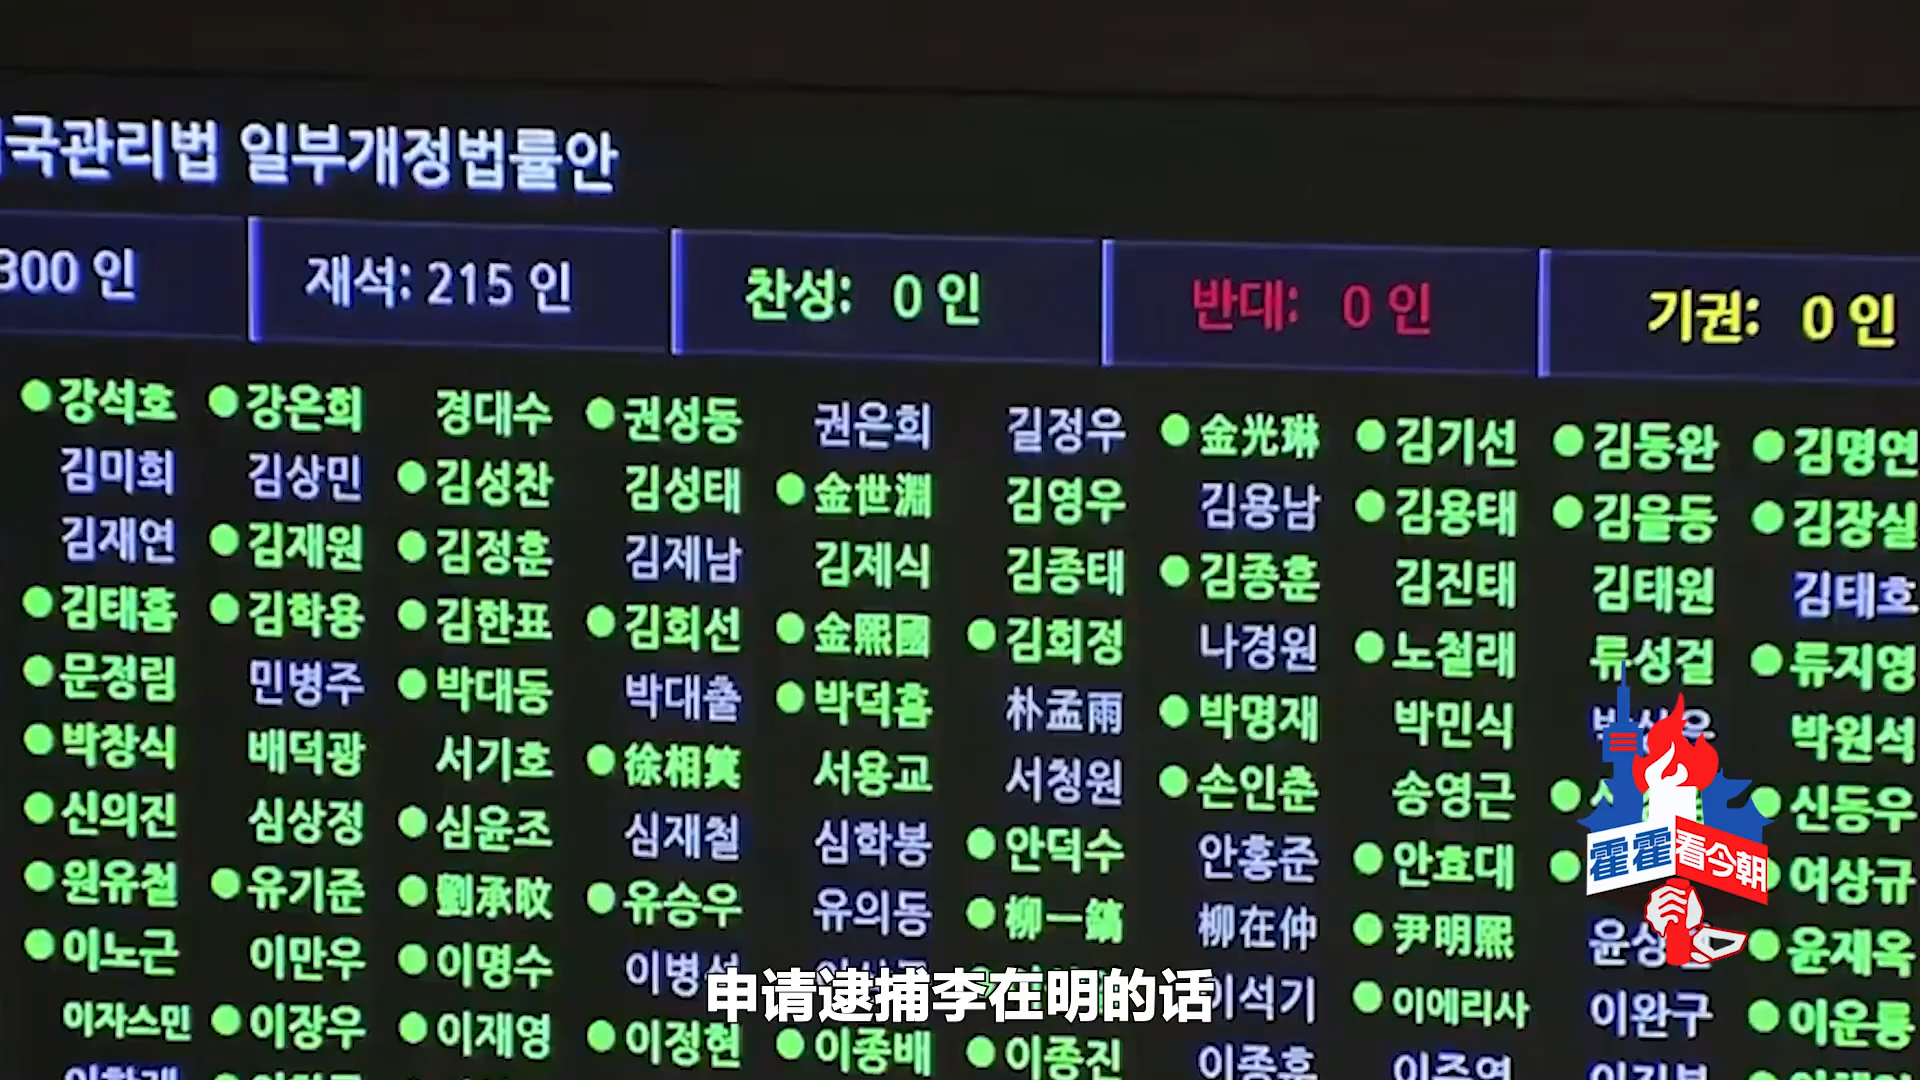 국관리법 일부개정법률안
300 인 재석: 215 인 찬성: 0 인 반대: 0 인 기권: 0 인
강석호 강은희 경대수 권성동 권은희 길정우 金光琳 김기선 김동완 김명연
김미희 김상민 김성찬 김성태 金世淵 김영우 김용남 김용태 김을동 김장실
김재연 김재원 김정훈 김제남 김제식 김종태 김종훈 김진태 김태원 김태호
김태흠 김학용 김한표 김회선 金熙國 김희정 나경원 노철래 류성걸 류지영
문정림 민병주 박대동 박대출 박덕흠 朴孟雨 박명재 박민식 박원석
박창식 배덕광 서기호 徐相箕 서용교 서청원 손인춘 송영근 신동우
신의진 심상정 심윤조 심재철 심학봉 안덕수 안홍준 안효대 여상규
원유철 유기준 劉承旼 유승우 유의동 柳一鎬 柳在仲 尹明熙 윤재옥
이노근 이만우 이명수 이석기 이에리사 이완구 이운룡
이자스민 이장우 이재영 이정현 이종배 이종진 이종훈 이주영
霍霍看今朝
申请逮捕李在明的话